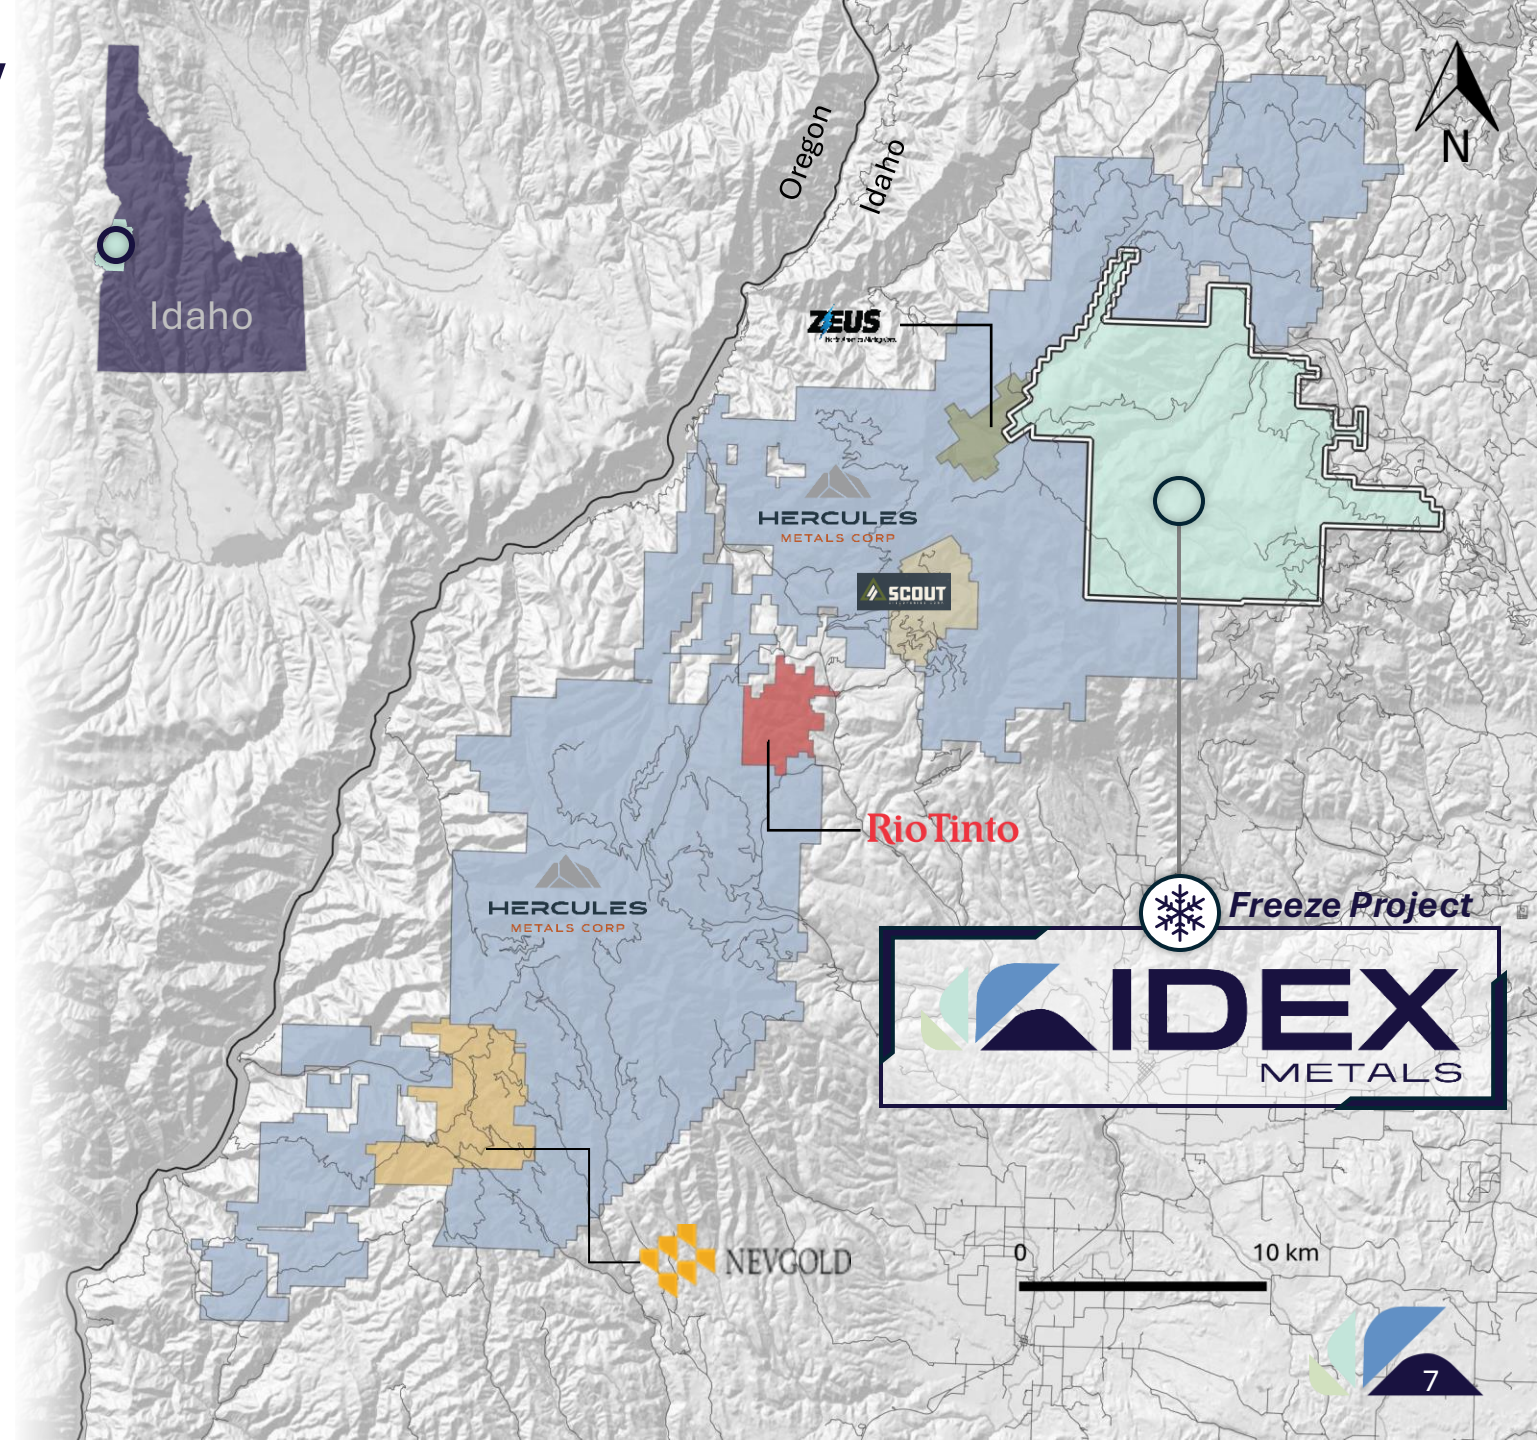 Oregon
Idaho
N
Idaho
ZEUS
HERCULES
METALS CORP
SCOUT
RioTinto
HERCULES
METALS CORP
Freeze Project
IDEX
METALS
NEVGOLD
0
10 km
7